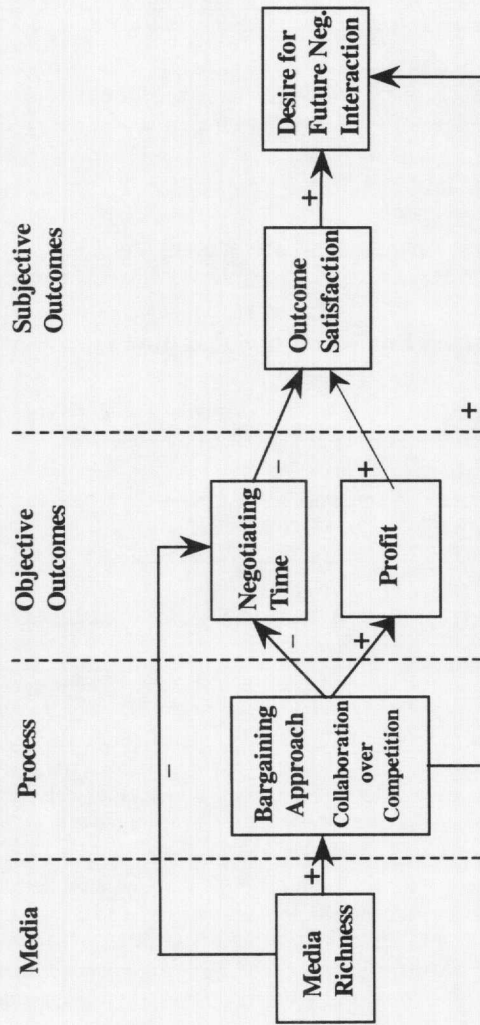 Media
Process
Objective
Outcomes
Subjective
Outcomes
Media
Richness
+
–
Bargaining
Approach
Collaboration
over
Competition
–
+
Negotiating
Time
Profit
–
+
Outcome
Satisfaction
+
Desire for
Future Neg.
Interaction
+